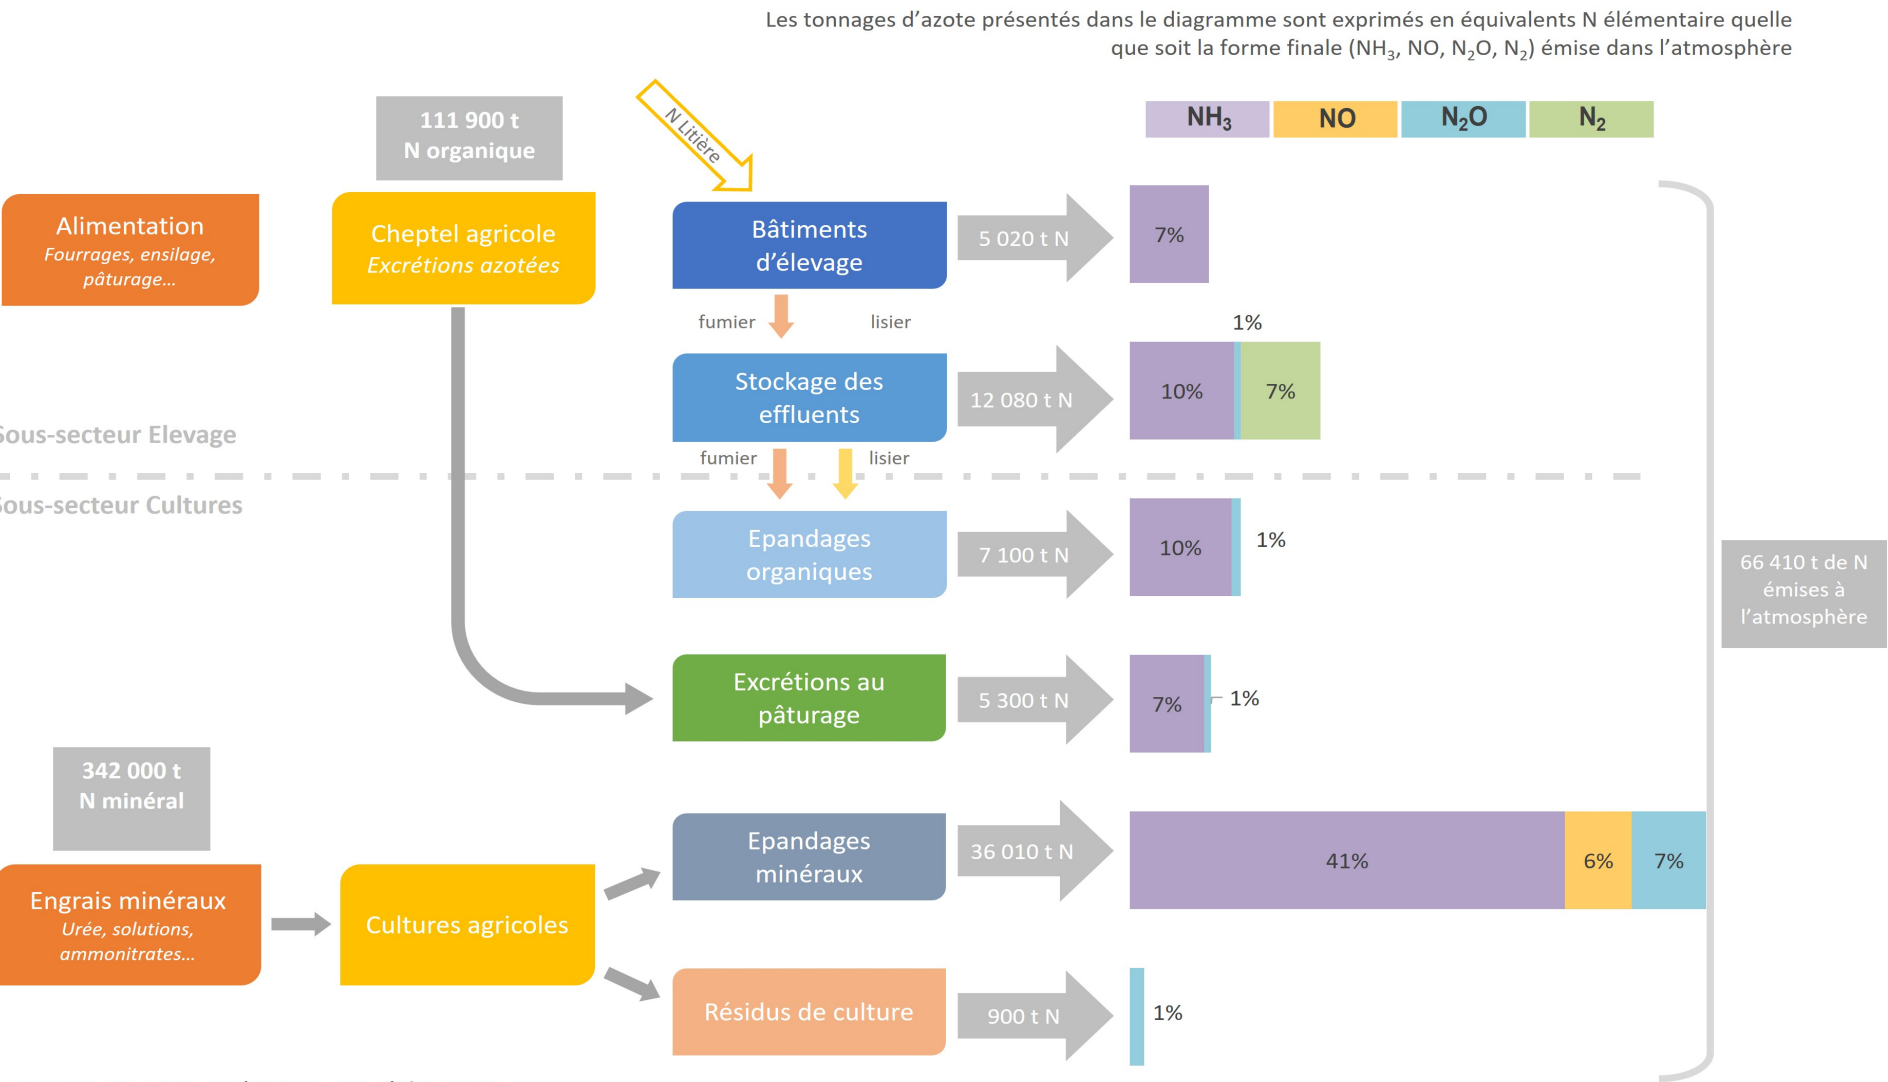 Les tonnages d’azote présentés dans le diagramme sont exprimés en équivalents N élémentaire quelle
que soit la forme finale (NH₃, NO, N₂O, N₂) émise dans l’atmosphère
111 900 t
N organique
N Litière
NH₃ NO N₂O N₂
Alimentation
Fourrages, ensilage,
pâturage...
Cheptel agricole
Excrétions azotées
Bâtiments
d’élevage
5 020 t N
7%
fumier lisier
1%
Stockage des
effluents
12 080 t N
10% 7%
Sous-secteur Elevage
fumier lisier
Sous-secteur Cultures
Epandages
organiques
7 100 t N
10% 1%
66 410 t de N
émises à
l’atmosphère
Excrétions au
pâturage
5 300 t N
7% 1%
342 000 t
N minéral
Epandages
minéraux
36 010 t N
41% 6% 7%
Engrais minéraux
Urée, solutions,
ammonitrates...
Cultures agricoles
Résidus de culture
900 t N
1%